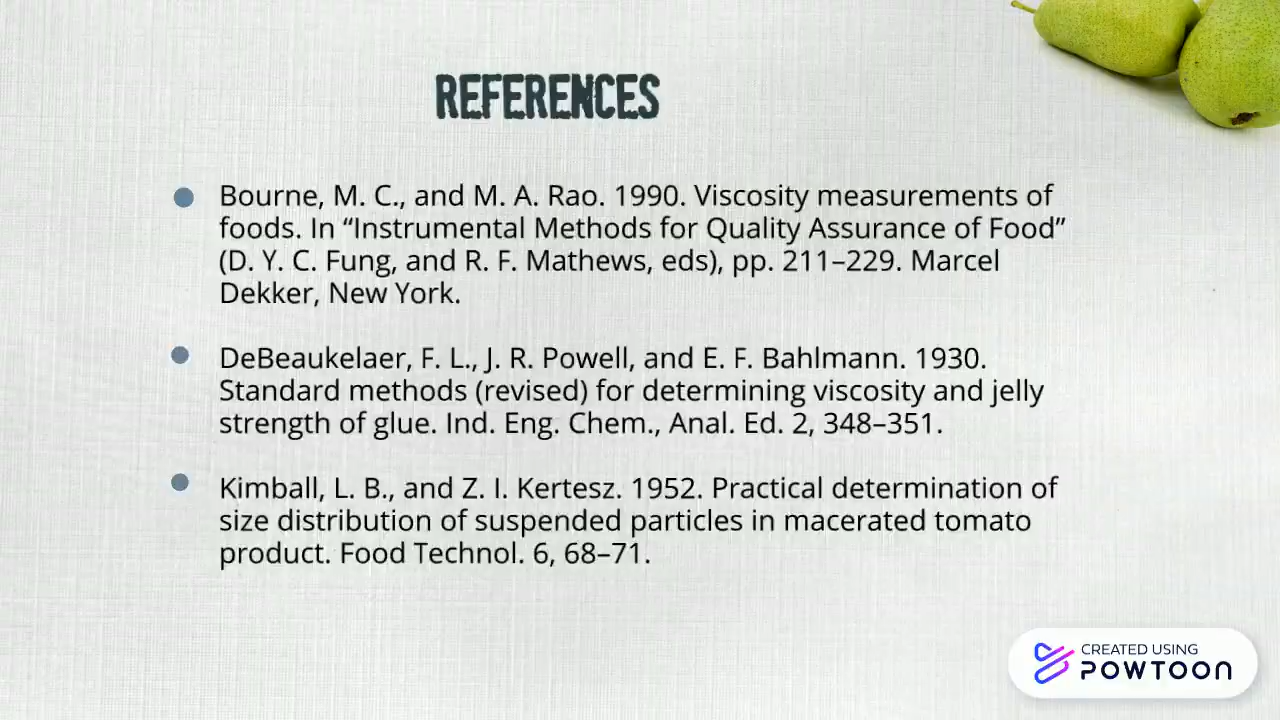 REFERENCES
Bourne, M. C., and M. A. Rao. 1990. Viscosity measurements of
foods. In “Instrumental Methods for Quality Assurance of Food”
(D. Y. C. Fung, and R. F. Mathews, eds), pp. 211–229. Marcel
Dekker, New York.
DeBeaukelaer, F. L., J. R. Powell, and E. F. Bahlmann. 1930.
Standard methods (revised) for determining viscosity and jelly
strength of glue. Ind. Eng. Chem., Anal. Ed. 2, 348–351.
Kimball, L. B., and Z. I. Kertesz. 1952. Practical determination of
size distribution of suspended particles in macerated tomato
product. Food Technol. 6, 68–71.
CREATED USING
POWTOON